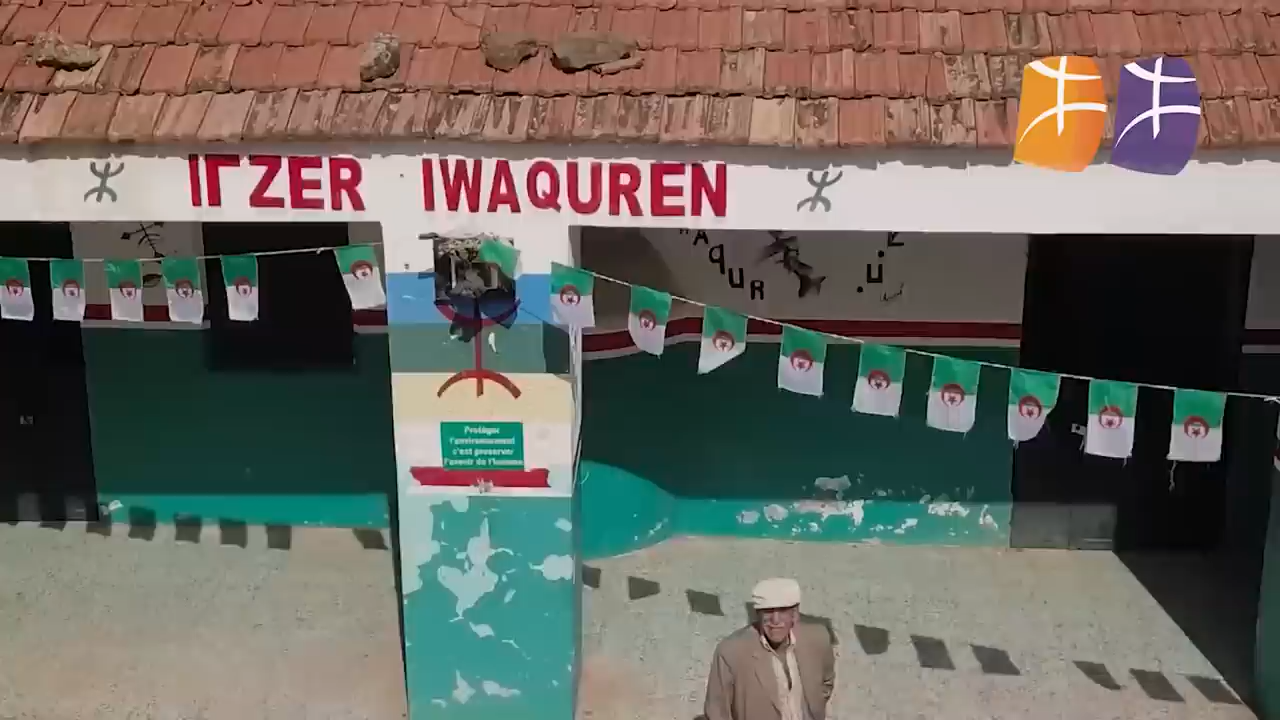 IΓZER IWAQUREN
AqUR
Protéger
l'environnement
c'est preserver
l'avenir de l'homme